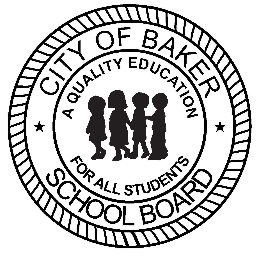 CITY OF BAKER
A QUALITY EDUCATION
FOR ALL STUDENTS
SCHOOL BOARD